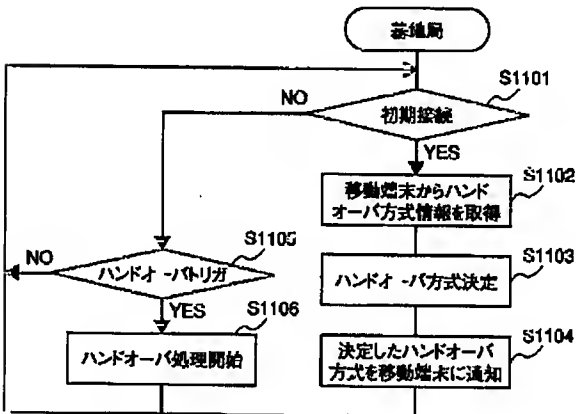 基地局
S1101
NO
初期接続
YES
S1102
移動端末からハンド
オーバ方式情報を取得
S1105
NO
ハンドオーバトリガ
S1103
ハンドオーバ方式決定
YES
S1106
ハンドオーバ処理開始
S1104
決定したハンドオーバ
方式を移動端末に通知